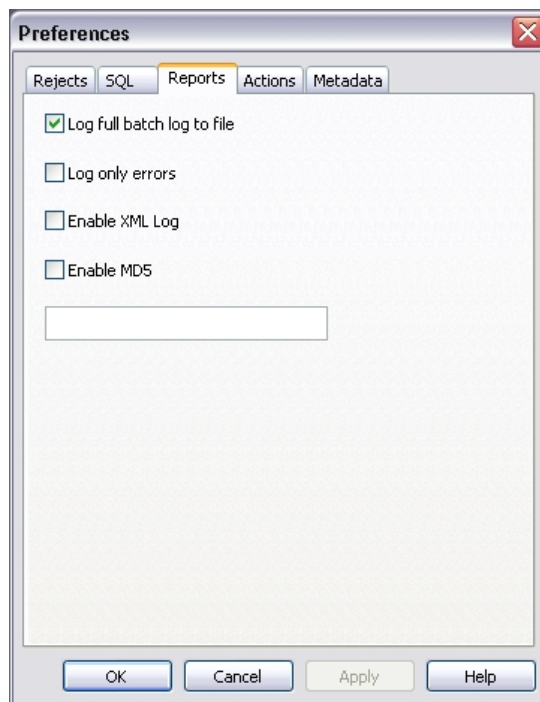 Preferences
Rejects SQL Reports Actions Metadata
Log full batch log to file
Log only errors
Enable XML Log
Enable MD5
OK Cancel Apply Help